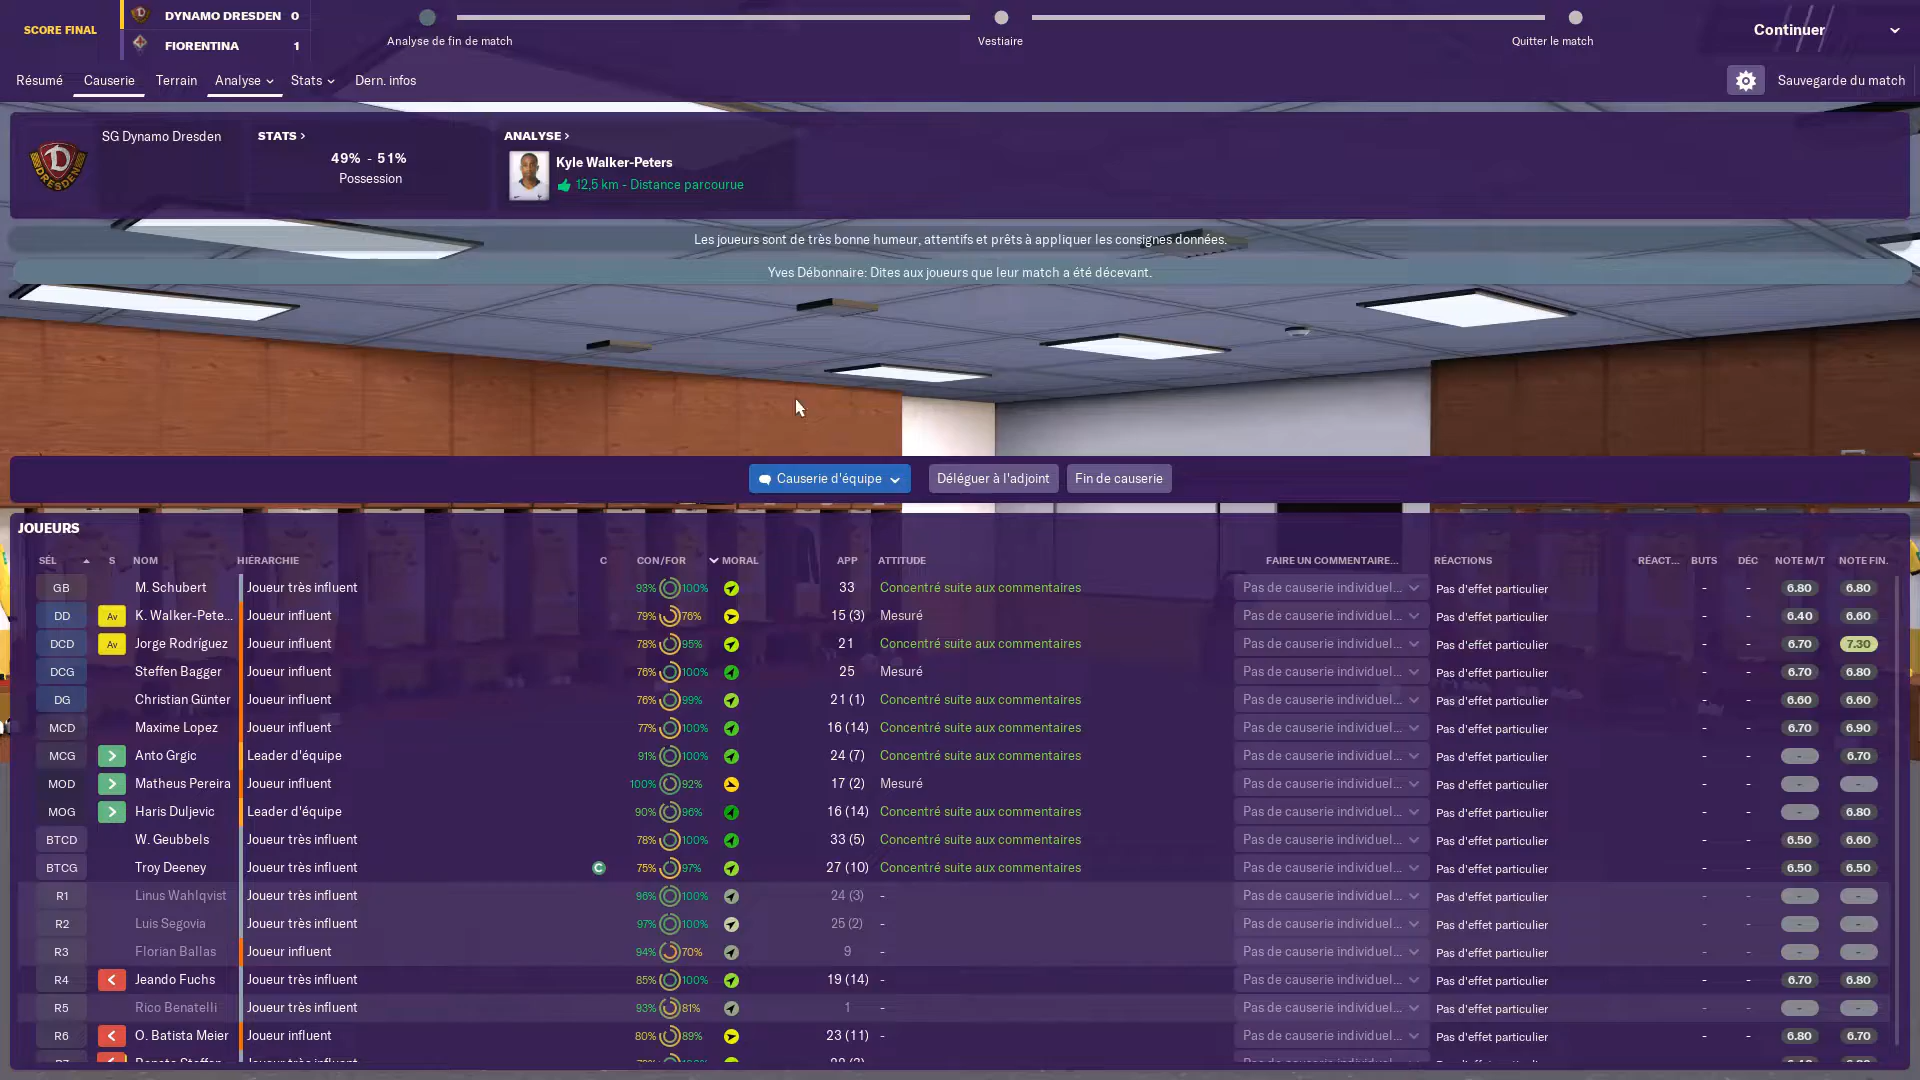 SCORE FINAL
DYNAMO DRESDEN 0
FIORENTINA 1
Analyse de fin de match
Vestiaire
Quitter le match
Continuer
Résumé Causerie Terrain Analyse Stats Dern. infos
Sauvegarde du match
SG Dynamo Dresden
STATS >
49% - 51%
Possession
ANALYSE >
Kyle Walker-Peters
12,5 km - Distance parcourue
Les joueurs sont de très bonne humeur, attentifs et prêts à appliquer les consignes données.
Yves Débonnaire: Dites aux joueurs que leur match a été décevant.
Causerie d'équipe Déléguer à l'adjoint Fin de causerie
JOUEURS
SÉL S NOM HIÉRARCHIE C CON/FOR MORAL APP ATTITUDE FAIRE UN COMMENTAIRE... RÉACTIONS RÉACT... BUTS DÉC NOTE M/T NOTE FIN.
GB M. Schubert Joueur très influent 93% 100% 33 Concentré suite aux commentaires Pas de causerie individuel... Pas d'effet particulier - - 6.80 6.80
DD Av K. Walker-Pete... Joueur influent 79% 76% 15 (3) Mesuré Pas de causerie individuel... Pas d'effet particulier - - 6.40 6.60
DCD Av Jorge Rodríguez Joueur influent 78% 95% 21 Concentré suite aux commentaires Pas de causerie individuel... Pas d'effet particulier - - 6.70 7.30
DCG Steffen Bagger Joueur influent 76% 100% 25 Mesuré Pas de causerie individuel... Pas d'effet particulier - - 6.70 6.80
DG Christian Günter Joueur influent 76% 99% 21 (1) Concentré suite aux commentaires Pas de causerie individuel... Pas d'effet particulier - - 6.60 6.60
MCD Maxime Lopez Joueur influent 77% 100% 16 (14) Concentré suite aux commentaires Pas de causerie individuel... Pas d'effet particulier - - 6.70 6.90
MCG Anto Grgic Leader d'équipe 91% 100% 24 (7) Concentré suite aux commentaires Pas de causerie individuel... Pas d'effet particulier - - - 6.70
MOD Matheus Pereira Joueur influent 100% 92% 17 (2) Mesuré Pas de causerie individuel... Pas d'effet particulier - - - -
MOG Haris Duljevic Leader d'équipe 90% 96% 16 (14) Concentré suite aux commentaires Pas de causerie individuel... Pas d'effet particulier - - - 6.80
BTCD W. Geubbels Joueur très influent 78% 100% 33 (5) Concentré suite aux commentaires Pas de causerie individuel... Pas d'effet particulier - - 6.50 6.60
BTCG Troy Deeney Joueur très influent C 75% 97% 27 (10) Concentré suite aux commentaires Pas de causerie individuel... Pas d'effet particulier - - 6.50 6.50
R1 Linus Wahlqvist Joueur très influent 96% 100% 24 (3) - Pas de causerie individuel... Pas d'effet particulier - - - -
R2 Luis Segovia Joueur très influent 97% 100% 25 (2) - Pas de causerie individuel... Pas d'effet particulier - - - -
R3 Florian Ballas Joueur influent 94% 70% 9 - Pas de causerie individuel... Pas d'effet particulier - - - -
R4 Jeando Fuchs Joueur très influent 85% 100% 19 (14) - Pas de causerie individuel... Pas d'effet particulier - - 6.70 6.80
R5 Rico Benatelli Joueur très influent 93% 81% 1 - Pas de causerie individuel... Pas d'effet particulier - - - -
R6 O. Batista Meier Joueur influent 80% 89% 23 (11) - Pas de causerie individuel... Pas d'effet particulier - - 6.80 6.70